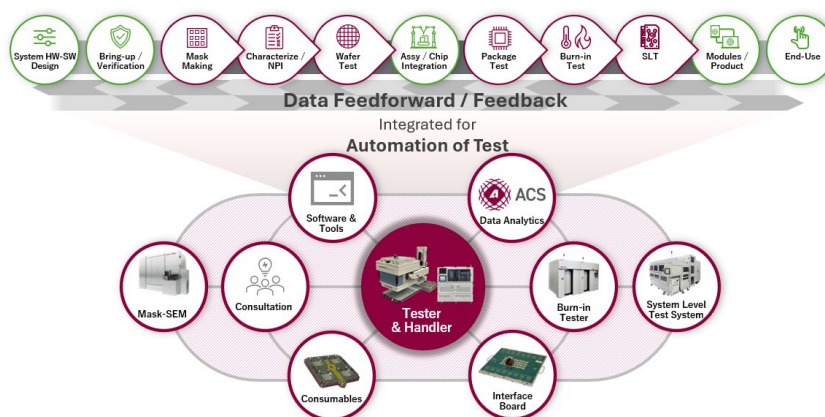 System HW-SW
Design
Bring-up /
Verification
Mask
Making
Characterize /
NPI
Wafer
Test
Assy / Chip
Integration
Package
Test
Burn-in
Test
SLT
Modules /
Product
End-Use
Data Feedforward / Feedback
Integrated for
Automation of Test
Software &
Tools
ACS
Data Analytics
Mask-SEM
Consultation
Tester
& Handler
Burn-in
Tester
System Level
Test System
Consumables
Interface
Board